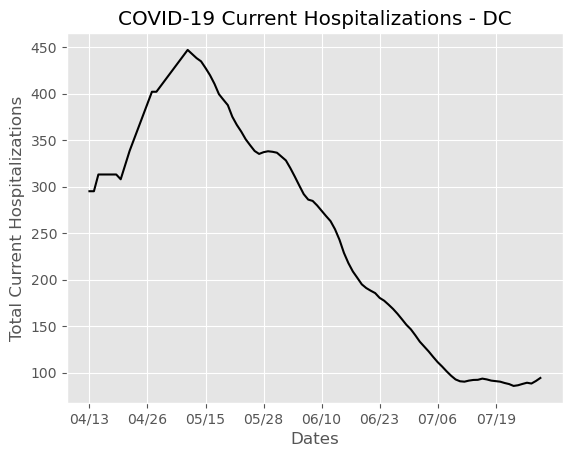 COVID-19 Current Hospitalizations - DC
Total Current Hospitalizations
450
400
350
300
250
200
150
100
04/13 04/26 05/15 05/28 06/10 06/23 07/06 07/19
Dates